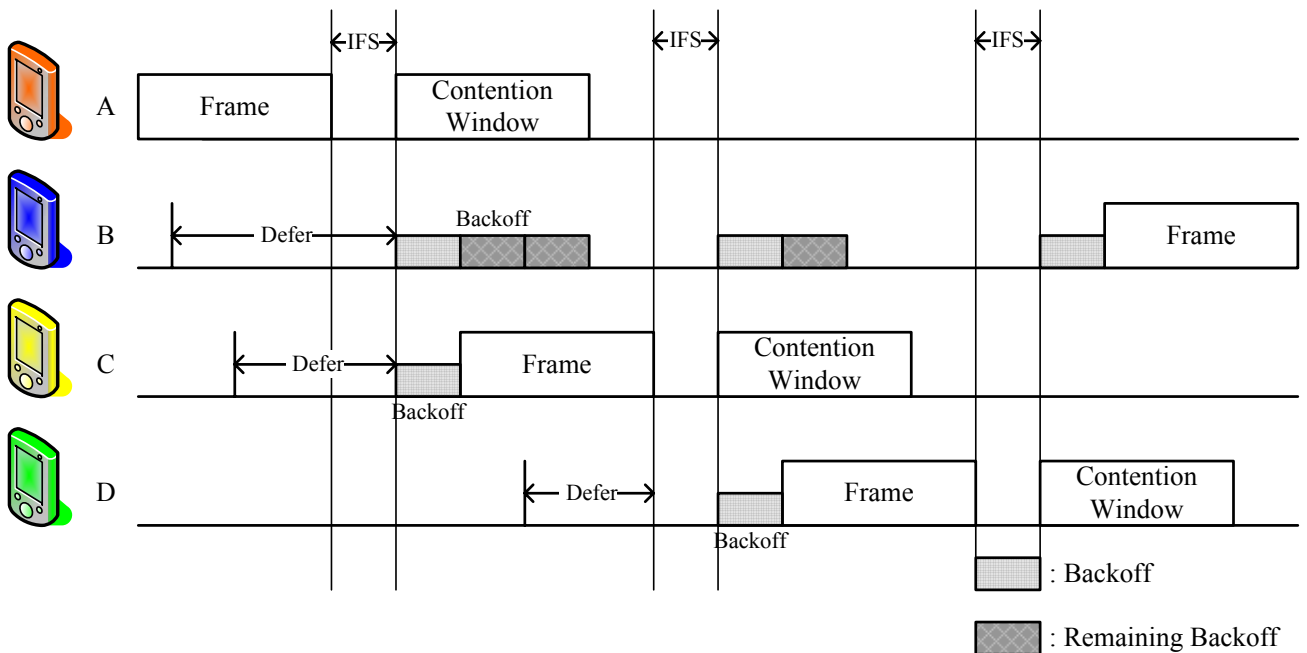 IFS
IFS
IFS
A
Frame
Contention
Window
B
Defer
Backoff
Frame
C
Defer
Backoff
Frame
Contention
Window
D
Defer
Backoff
Frame
Contention
Window
: Backoff
: Remaining Backoff